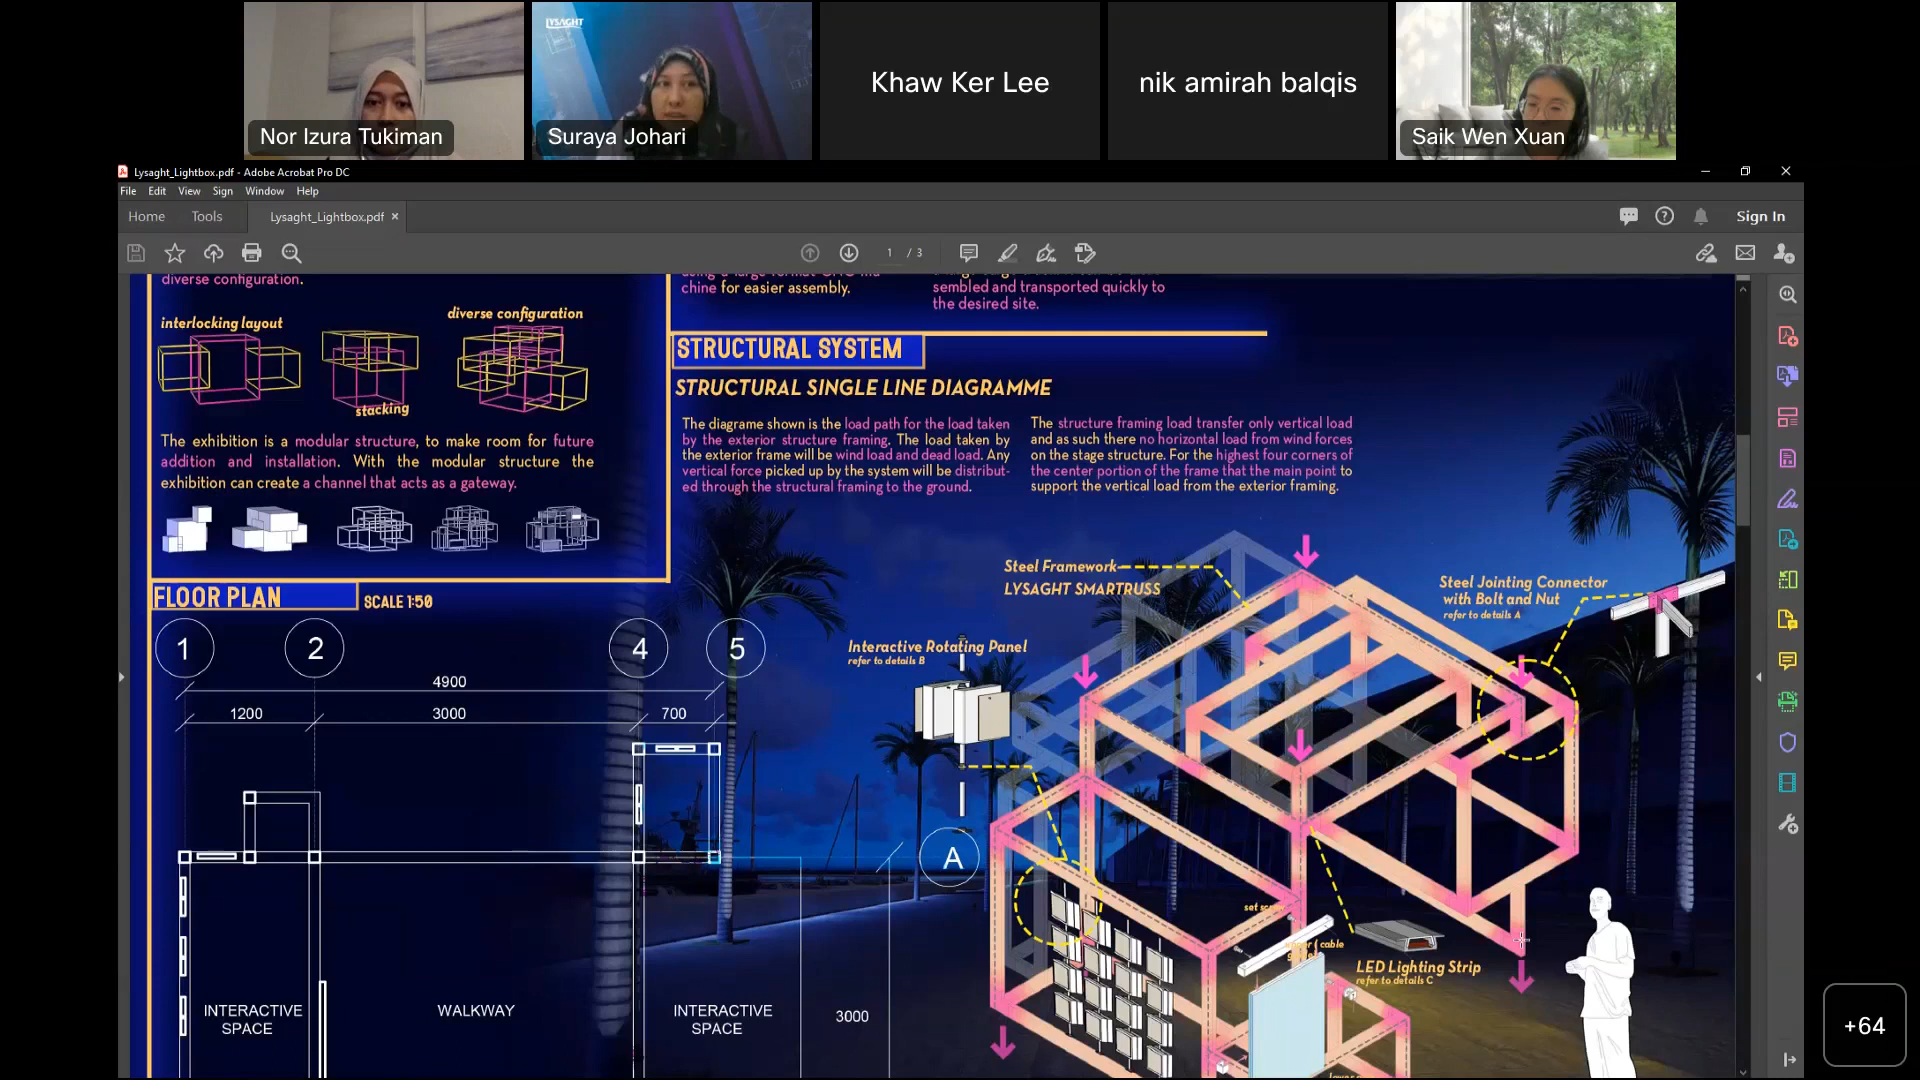 LYSAGHT
Nor Izura Tukiman
Suraya Johari
Khaw Ker Lee
nik amirah balqis
Saik Wen Xuan
Lysaght_Lightbox.pdf - Adobe Acrobat Pro DC
File Edit View Sign Window Help
Home Tools Lysaght_Lightbox.pdf × Sign In
1 / 3
diverse configuration.
chine for easier assembly.
sembled and transported quickly to
the desired site.
interlocking layout
diverse configuration
stacking
The exhibition is a modular structure, to make room for future
addition and installation. With the modular structure the
exhibition can create a channel that acts as a gateway.
STRUCTURAL SYSTEM
STRUCTURAL SINGLE LINE DIAGRAMME
The diagrame shown is the load path for the load taken
by the exterior structure framing. The load taken by
the exterior frame will be wind load and dead load. Any
vertical force picked up by the system will be distribut-
ed through the structural framing to the ground.
The structure framing load transfer only vertical load
and as such there no horizontal load from wind forces
on the stage structure. For the highest four corners of
the center portion of the frame that the main point to
support the vertical load from the exterior framing.
FLOOR PLAN SCALE 1:50
1 2 4 5
4900
1200 3000 700
A
INTERACTIVE
SPACE
WALKWAY
INTERACTIVE
SPACE
3000
Steel Framework
LYSAGHT SMARTRUSS
Interactive Rotating Panel
refer to details B
Steel Jointing Connector
with Bolt and Nut
refer to details A
LED Lighting Strip
refer to details C
+64